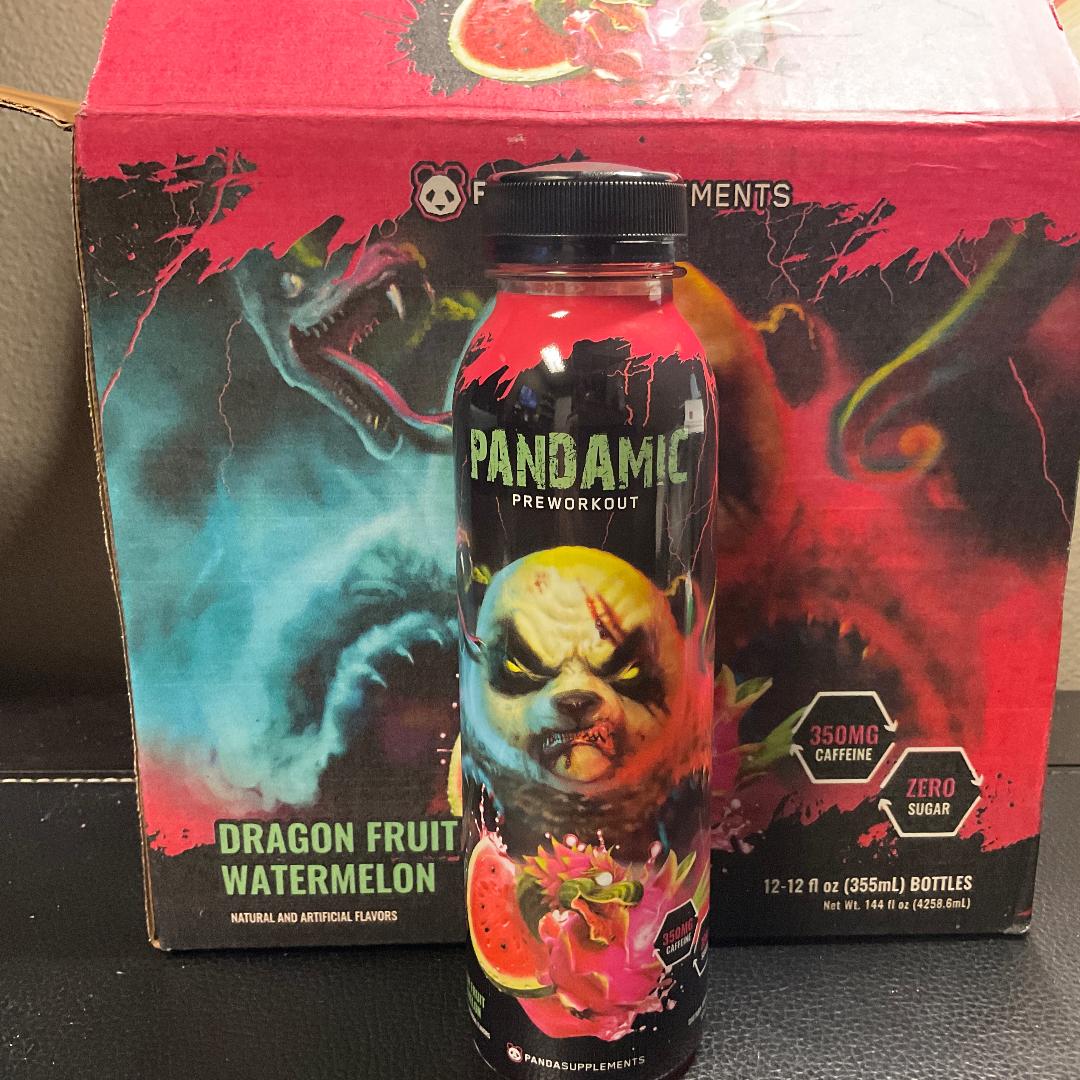 MENTS
PANDAMIC
PREWORKOUT
350MG
CAFFEINE
ZERO
SUGAR
DRAGON FRUIT
WATERMELON
NATURAL AND ARTIFICIAL FLAVORS
12-12 fl oz (355mL) BOTTLES
Net Wt. 144 fl oz (4258.6mL)
350MG
CAFFEINE
PANDASUPPLEMENTS